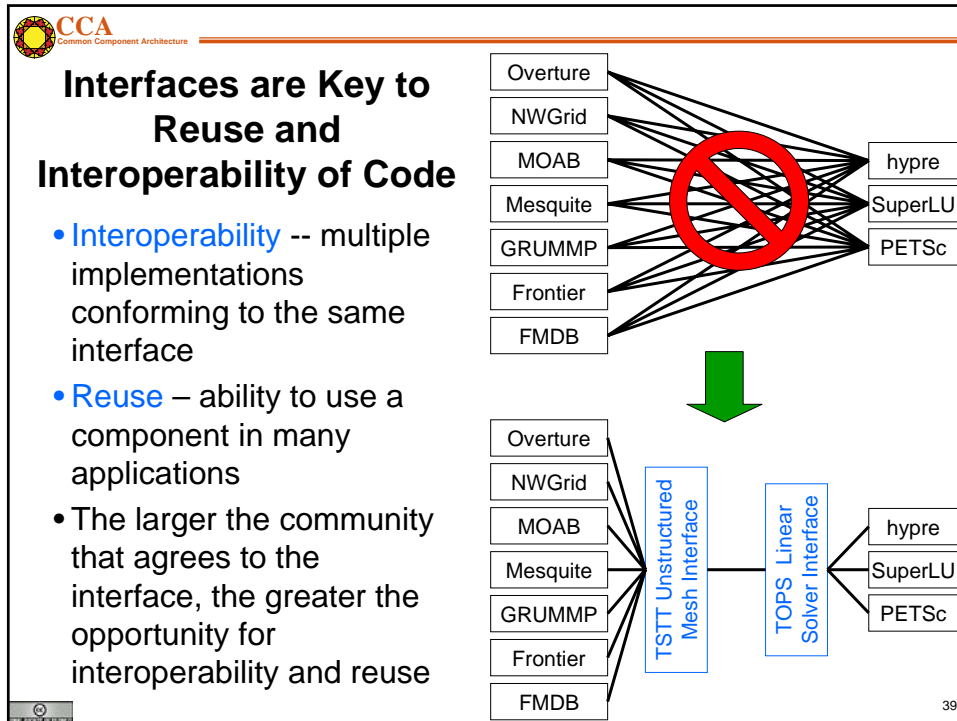 CCA
Common Component Architecture
Interfaces are Key to
Reuse and
Interoperability of Code
• Interoperability -- multiple
implementations
conforming to the same
interface
• Reuse – ability to use a
component in many
applications
• The larger the community
that agrees to the
interface, the greater the
opportunity for
interoperability and reuse
Overture
NWGrid
MOAB
Mesquite
GRUMMP
Frontier
FMDB
hypre
SuperLU
PETSc
Overture
NWGrid
MOAB
Mesquite
GRUMMP
Frontier
FMDB
TSTT Unstructured
Mesh Interface
TOPS Linear
Solver Interface
hypre
SuperLU
PETSc
39